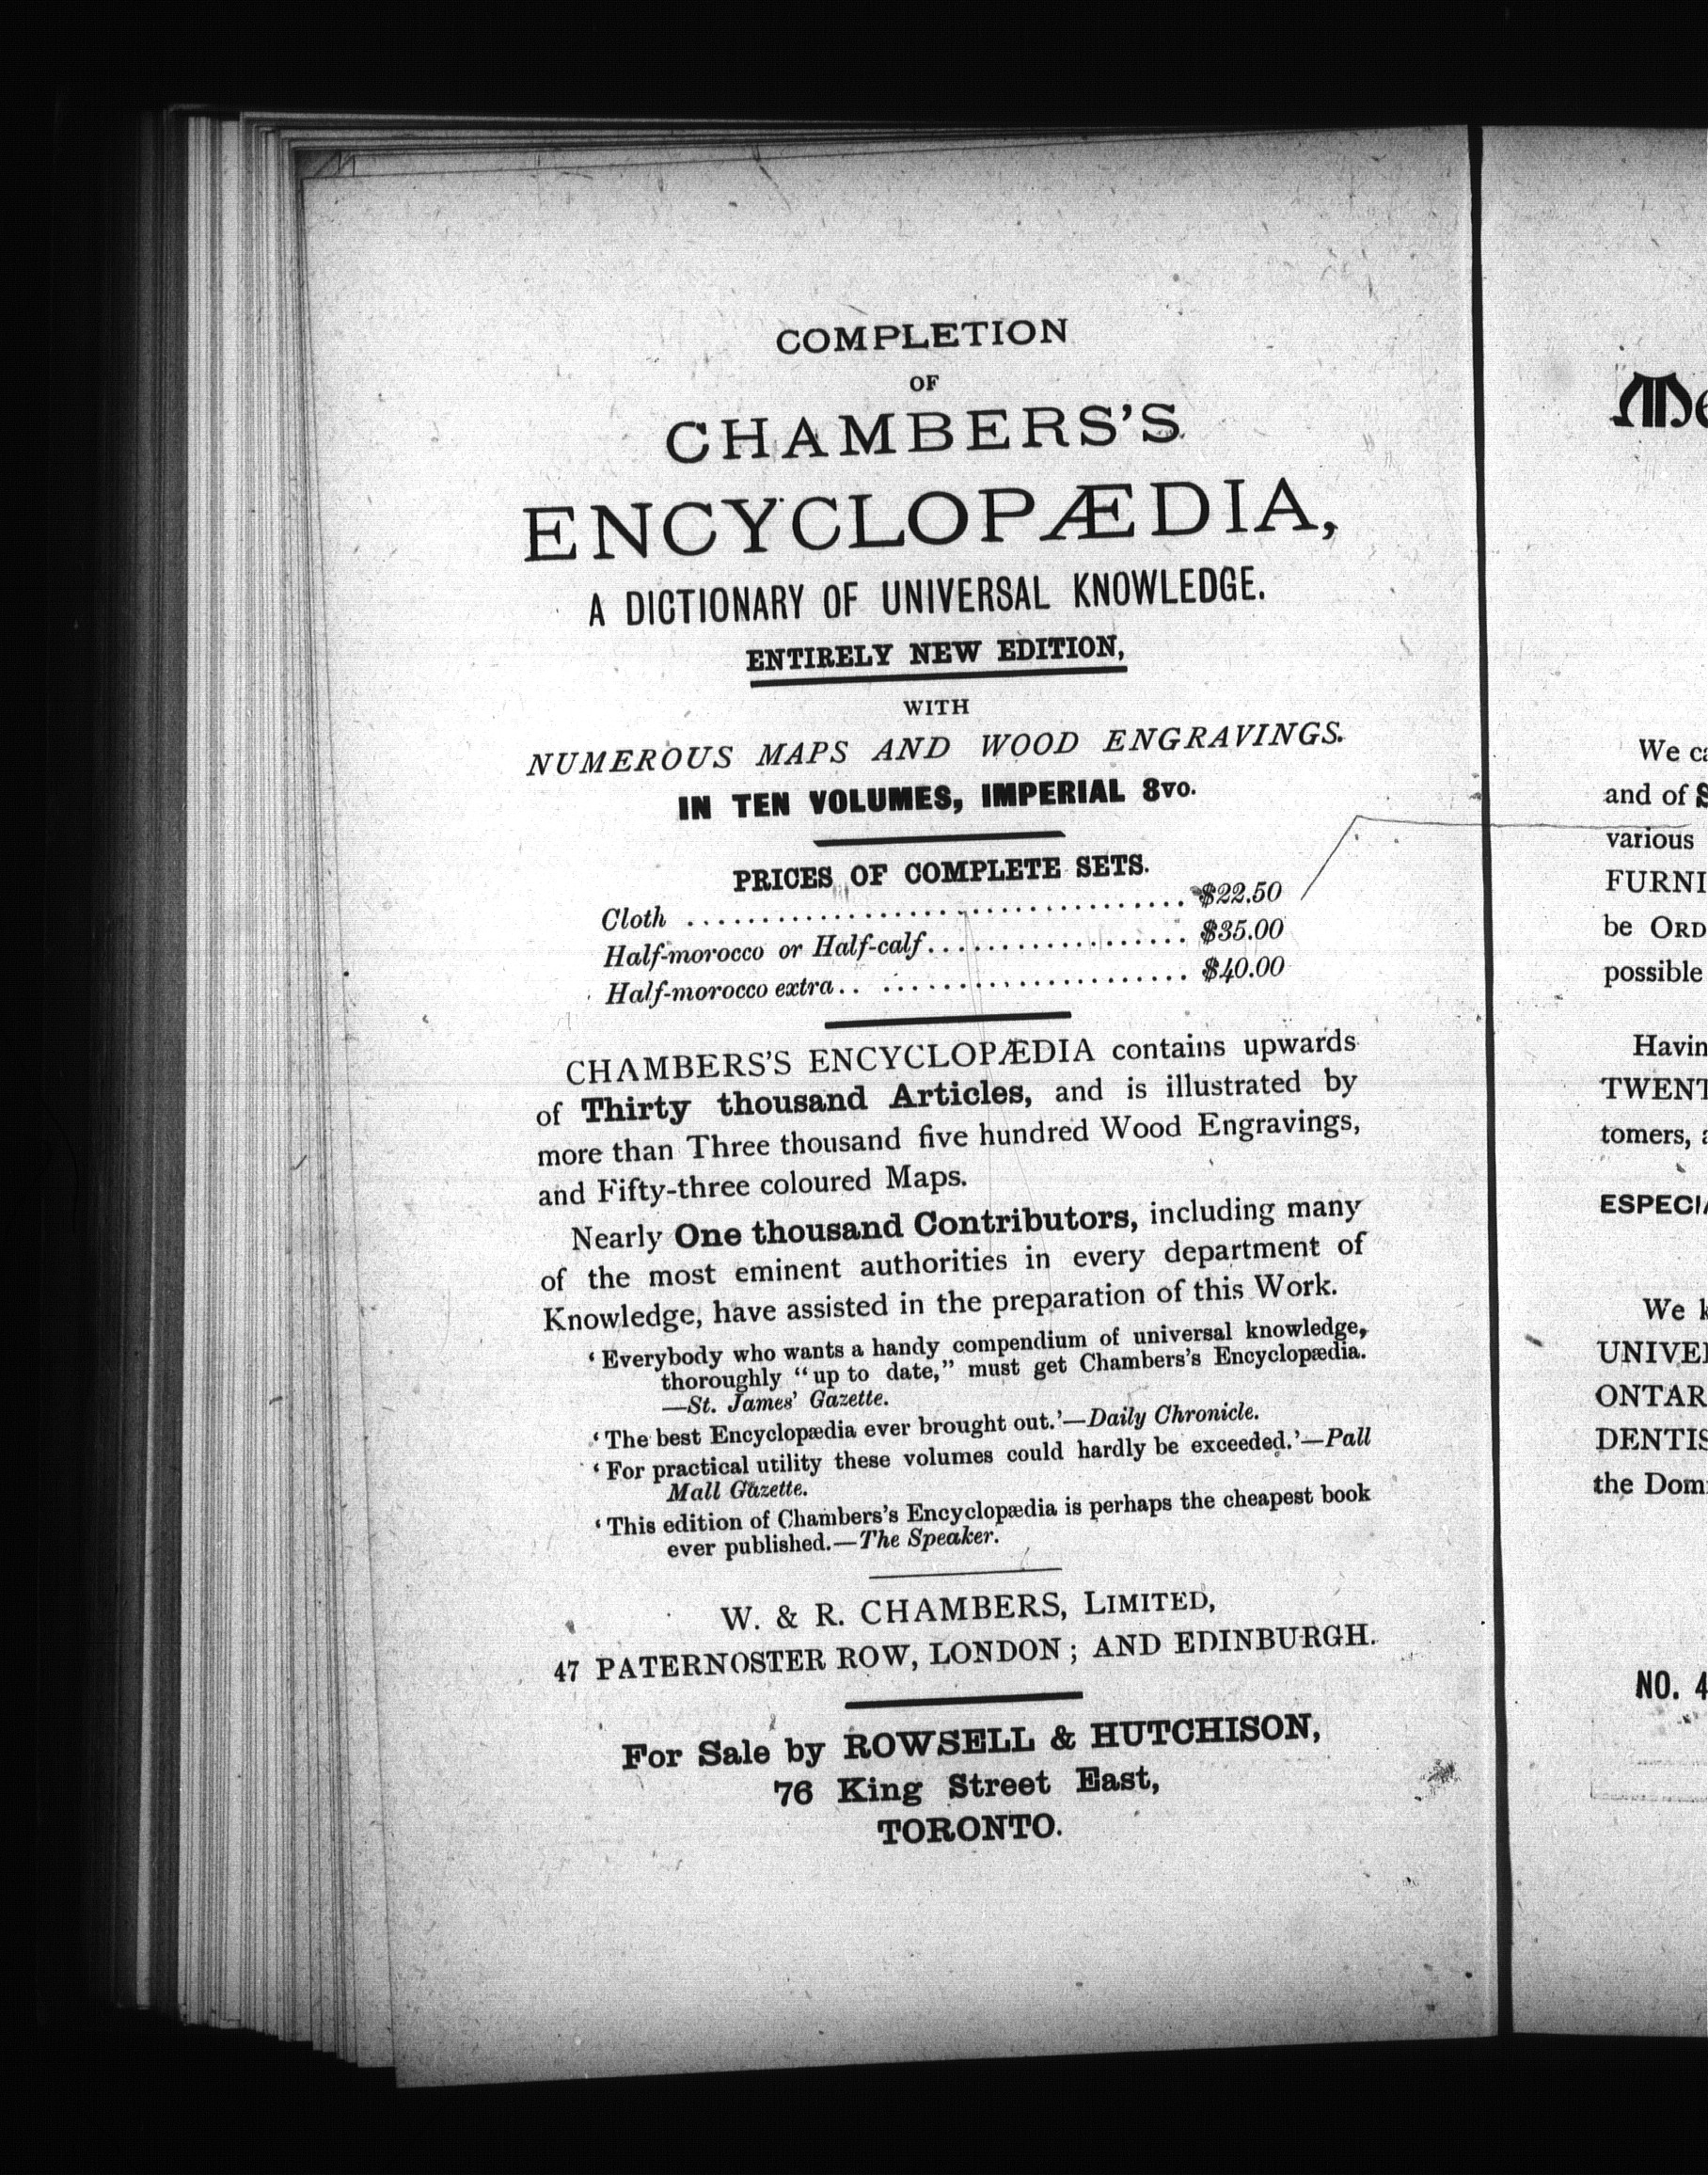 COMPLETION
OF
CHAMBERS'S
ENCYCLOPÆDIA,
A DICTIONARY OF UNIVERSAL KNOWLEDGE.
ENTIRELY NEW EDITION,
WITH
NUMEROUS MAPS AND WOOD ENGRAVINGS.
IN TEN VOLUMES, IMPERIAL 8vo.
PRICES OF COMPLETE SETS.
Cloth ........................................ $22.50
Half-morocco or Half-calf..................... $35.00
Half-morocco extra.. ......................... $40.00
CHAMBERS'S ENCYCLOPÆDIA contains upwards
of Thirty thousand Articles, and is illustrated by
more than Three thousand five hundred Wood Engravings,
and Fifty-three coloured Maps.
Nearly One thousand Contributors, including many
of the most eminent authorities in every department of
Knowledge, have assisted in the preparation of this Work.
‘Everybody who wants a handy compendium of universal knowledge,
thoroughly “up to date,” must get Chambers's Encyclopædia.
—St. James' Gazette.
‘The best Encyclopædia ever brought out.’—Daily Chronicle.
‘For practical utility these volumes could hardly be exceeded.’—Pall
Mall Gazette.
‘This edition of Chambers's Encyclopædia is perhaps the cheapest book
ever published.—The Speaker.
W. & R. CHAMBERS, LIMITED,
47 PATERNOSTER ROW, LONDON; AND EDINBURGH.
For Sale by ROWSELL & HUTCHISON,
76 King Street East,
TORONTO.
We
and of
various
be
possible
We
the
NO. 4